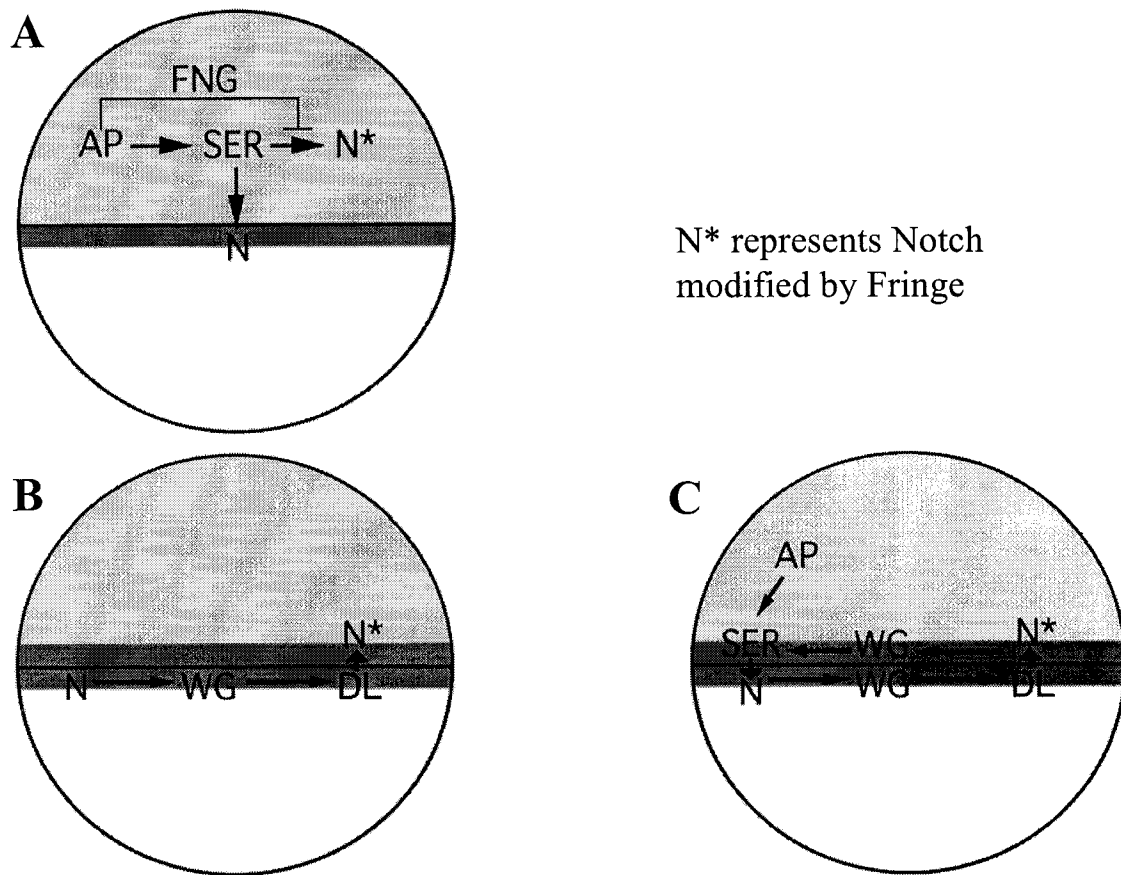 A
FNG
AP SER N*
N
N* represents Notch
modified by Fringe
B
N*
N WG DL
C
AP
SER WG N*
N WG DL